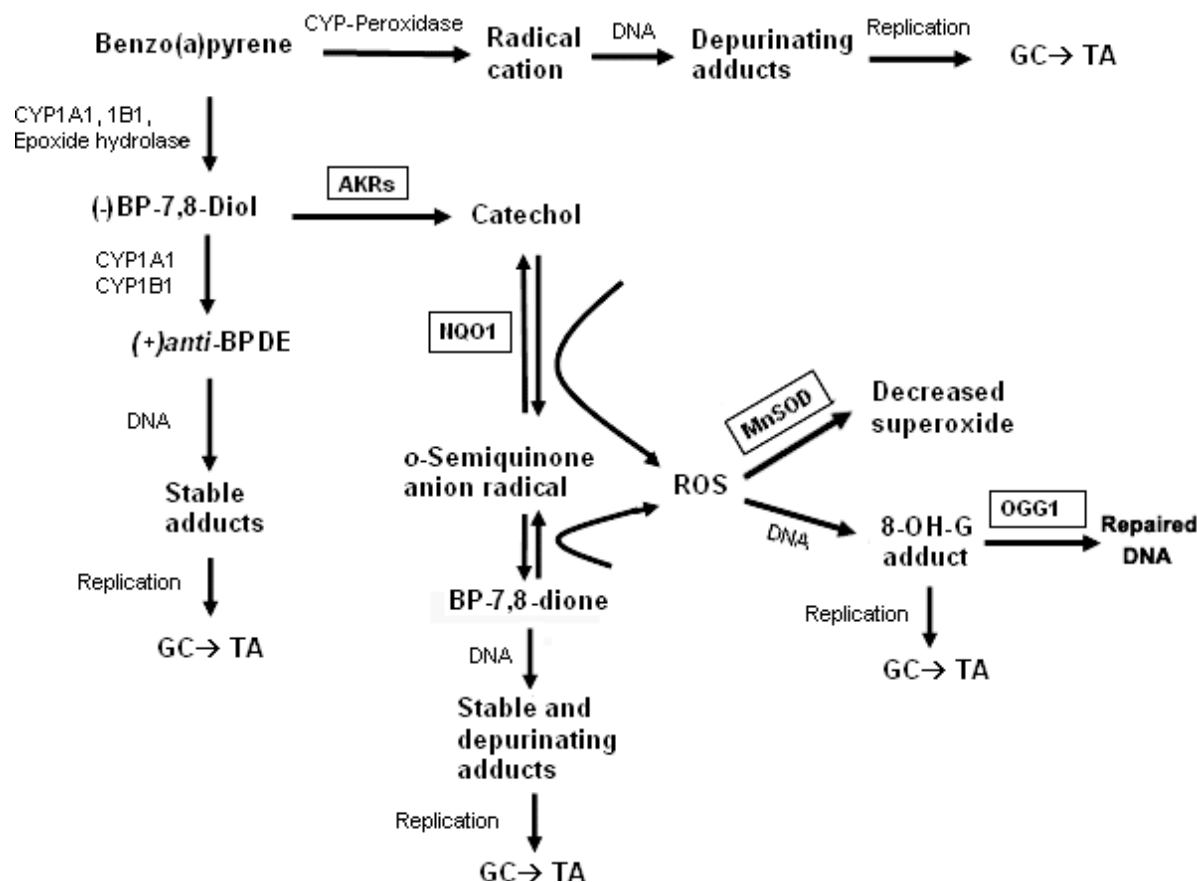 Benzo(a)pyrene
CYP-Peroxidase
Radical
cation
DNA
Depurinating
adducts
Replication
GC→ TA
CYP1A1, 1B1,
Epoxide hydrolase
(-)BP-7,8-Diol
AKRs
Catechol
CYP1A1
CYP1B1
(+)anti-BPDE
DNA
Stable
adducts
Replication
GC→ TA
NQO1
o-Semiquinone
anion radical
BP-7,8-dione
DNA
Stable and
depurinating
adducts
Replication
GC→ TA
ROS
MnSOD
Decreased
superoxide
DNA
8-OH-G
adduct
OGG1
Repaired
DNA
Replication
GC→ TA